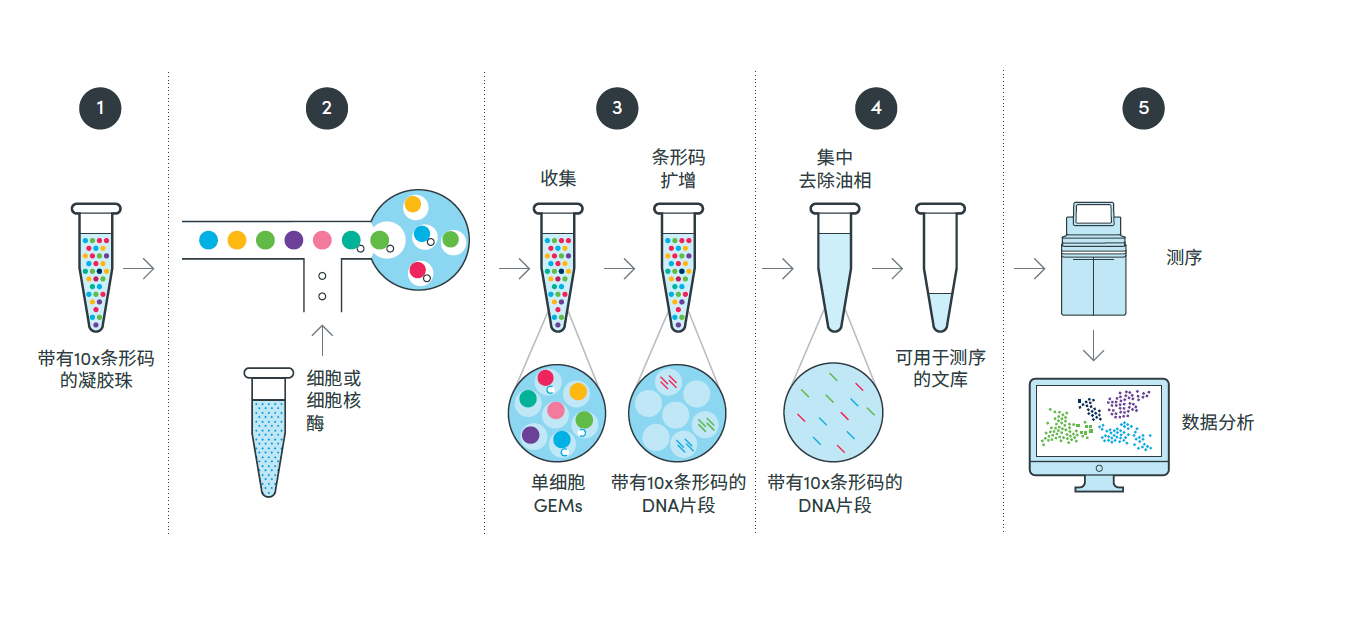 1
带有10x条形码
的凝胶珠
2
细胞或
细胞核
酶
3
收集
条形码
扩增
单细胞
GEMs
带有10x条形码的
DNA片段
4
集中
去除油相
带有10x条形码的
DNA片段
可用于测序
的文库
5
测序
数据分析